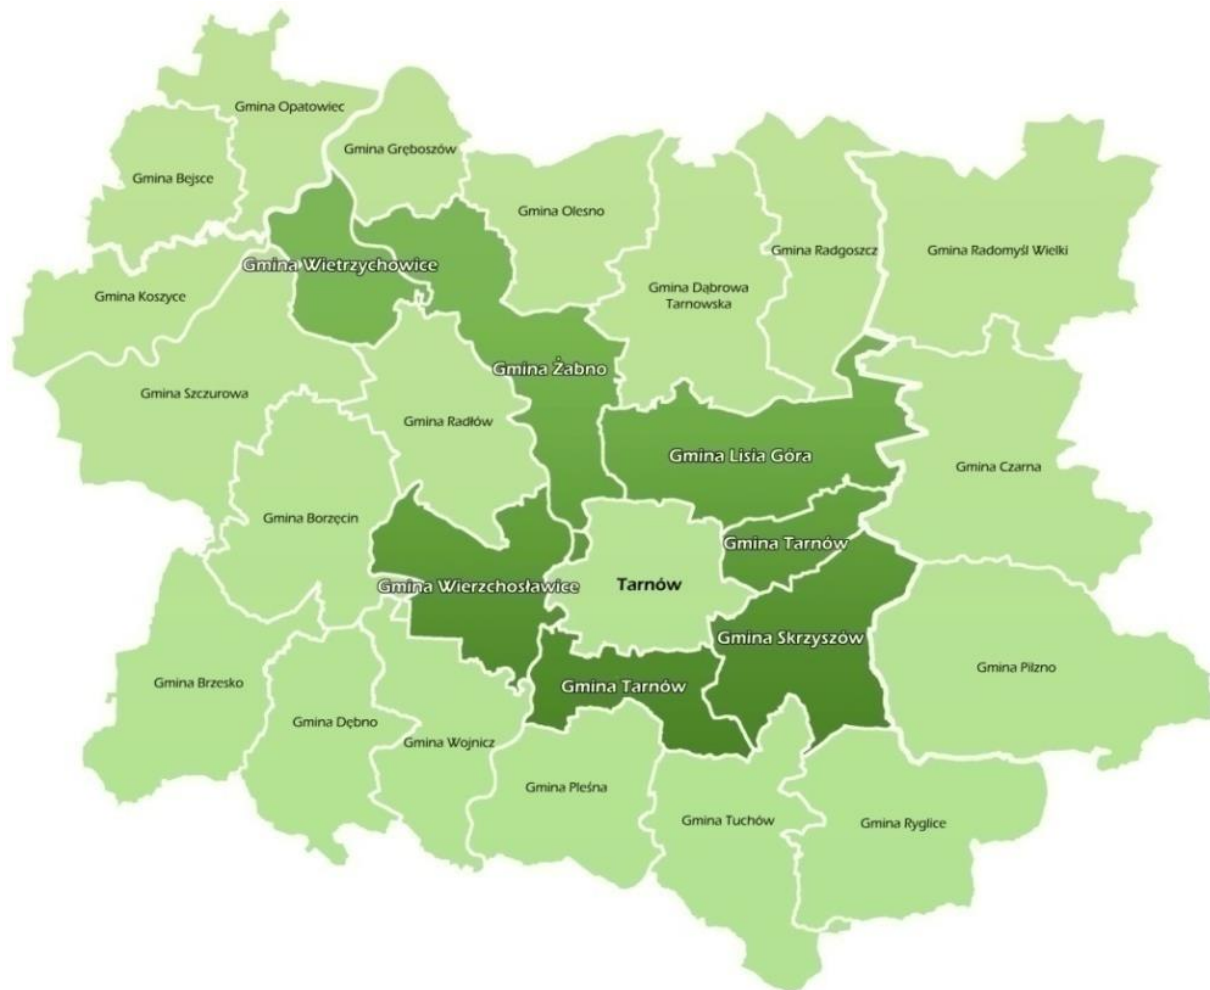 Gmina Opatowiec
Gmina Gręboszów
Gmina Bejsce
Gmina Olesno
Gmina Radgoszcz
Gmina Radomyśl Wielki
Gmina Wietrzychowice
Gmina Koszyce
Gmina Dąbrowa
Tarnowska
Gmina Żabno
Gmina Szczurowa
Gmina Radłów
Gmina Lisia Góra
Gmina Czarna
Gmina Borzęcin
Gmina Tarnów
Gmina Wierzchosławice
Tarnów
Gmina Skrzyszów
Gmina Pilzno
Gmina Brzesko
Gmina Tarnów
Gmina Dębno
Gmina Wojnicz
Gmina Pleśna
Gmina Tuchów
Gmina Ryglice